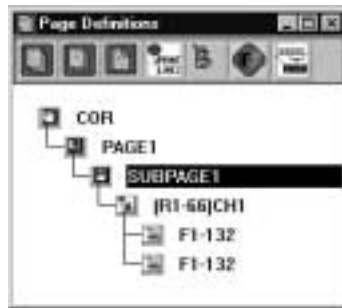 Page Definitions
COR
PAGE1
SUBPAGE1
(R1-66)CH1
F1-132
F1-132